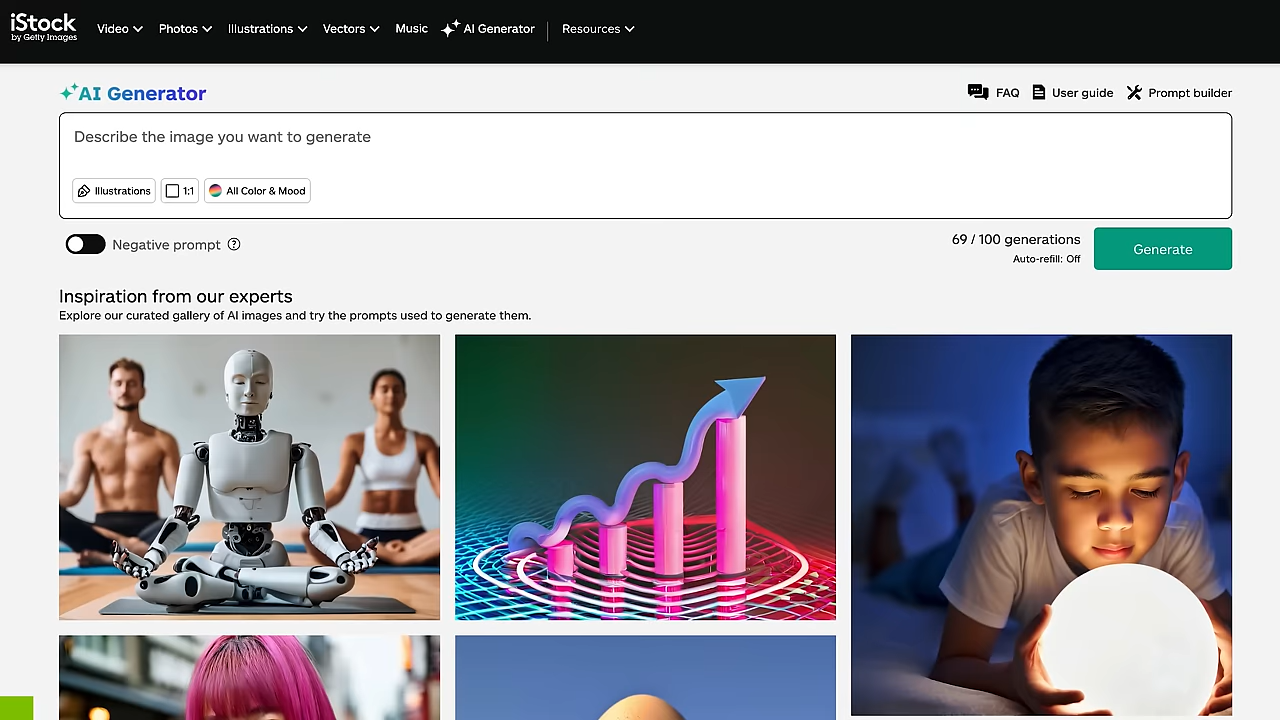 iStock
by Getty Images
Video
Photos
Illustrations
Vectors
Music
AI Generator
Resources
AI Generator
FAQ
User guide
Prompt builder
Describe the image you want to generate
Illustrations
1:1
All Color & Mood
Negative prompt
69 / 100 generations
Auto-refill: Off
Generate
Inspiration from our experts
Explore our curated gallery of AI images and try the prompts used to generate them.